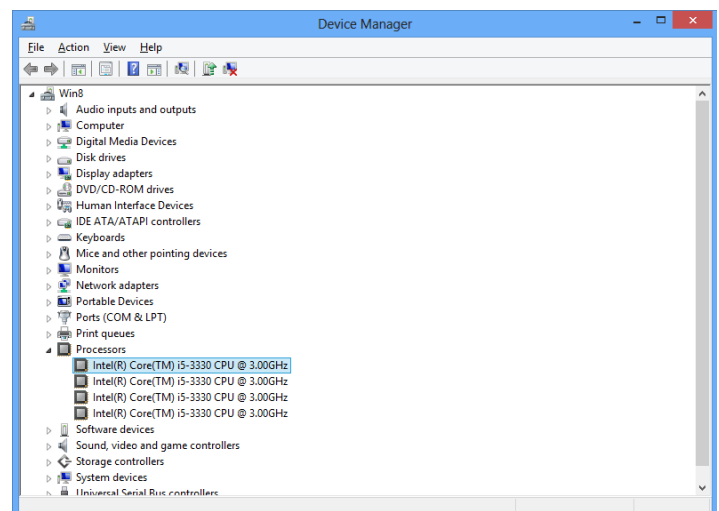 Device Manager
File Action View Help
Win8
Audio inputs and outputs
Computer
Digital Media Devices
Disk drives
Display adapters
DVD/CD-ROM drives
Human Interface Devices
IDE ATA/ATAPI controllers
Keyboards
Mice and other pointing devices
Monitors
Network adapters
Portable Devices
Ports (COM & LPT)
Print queues
Processors
Intel(R) Core(TM) i5-3330 CPU @ 3.00GHz
Intel(R) Core(TM) i5-3330 CPU @ 3.00GHz
Intel(R) Core(TM) i5-3330 CPU @ 3.00GHz
Intel(R) Core(TM) i5-3330 CPU @ 3.00GHz
Software devices
Sound, video and game controllers
Storage controllers
System devices
Universal Serial Bus controllers